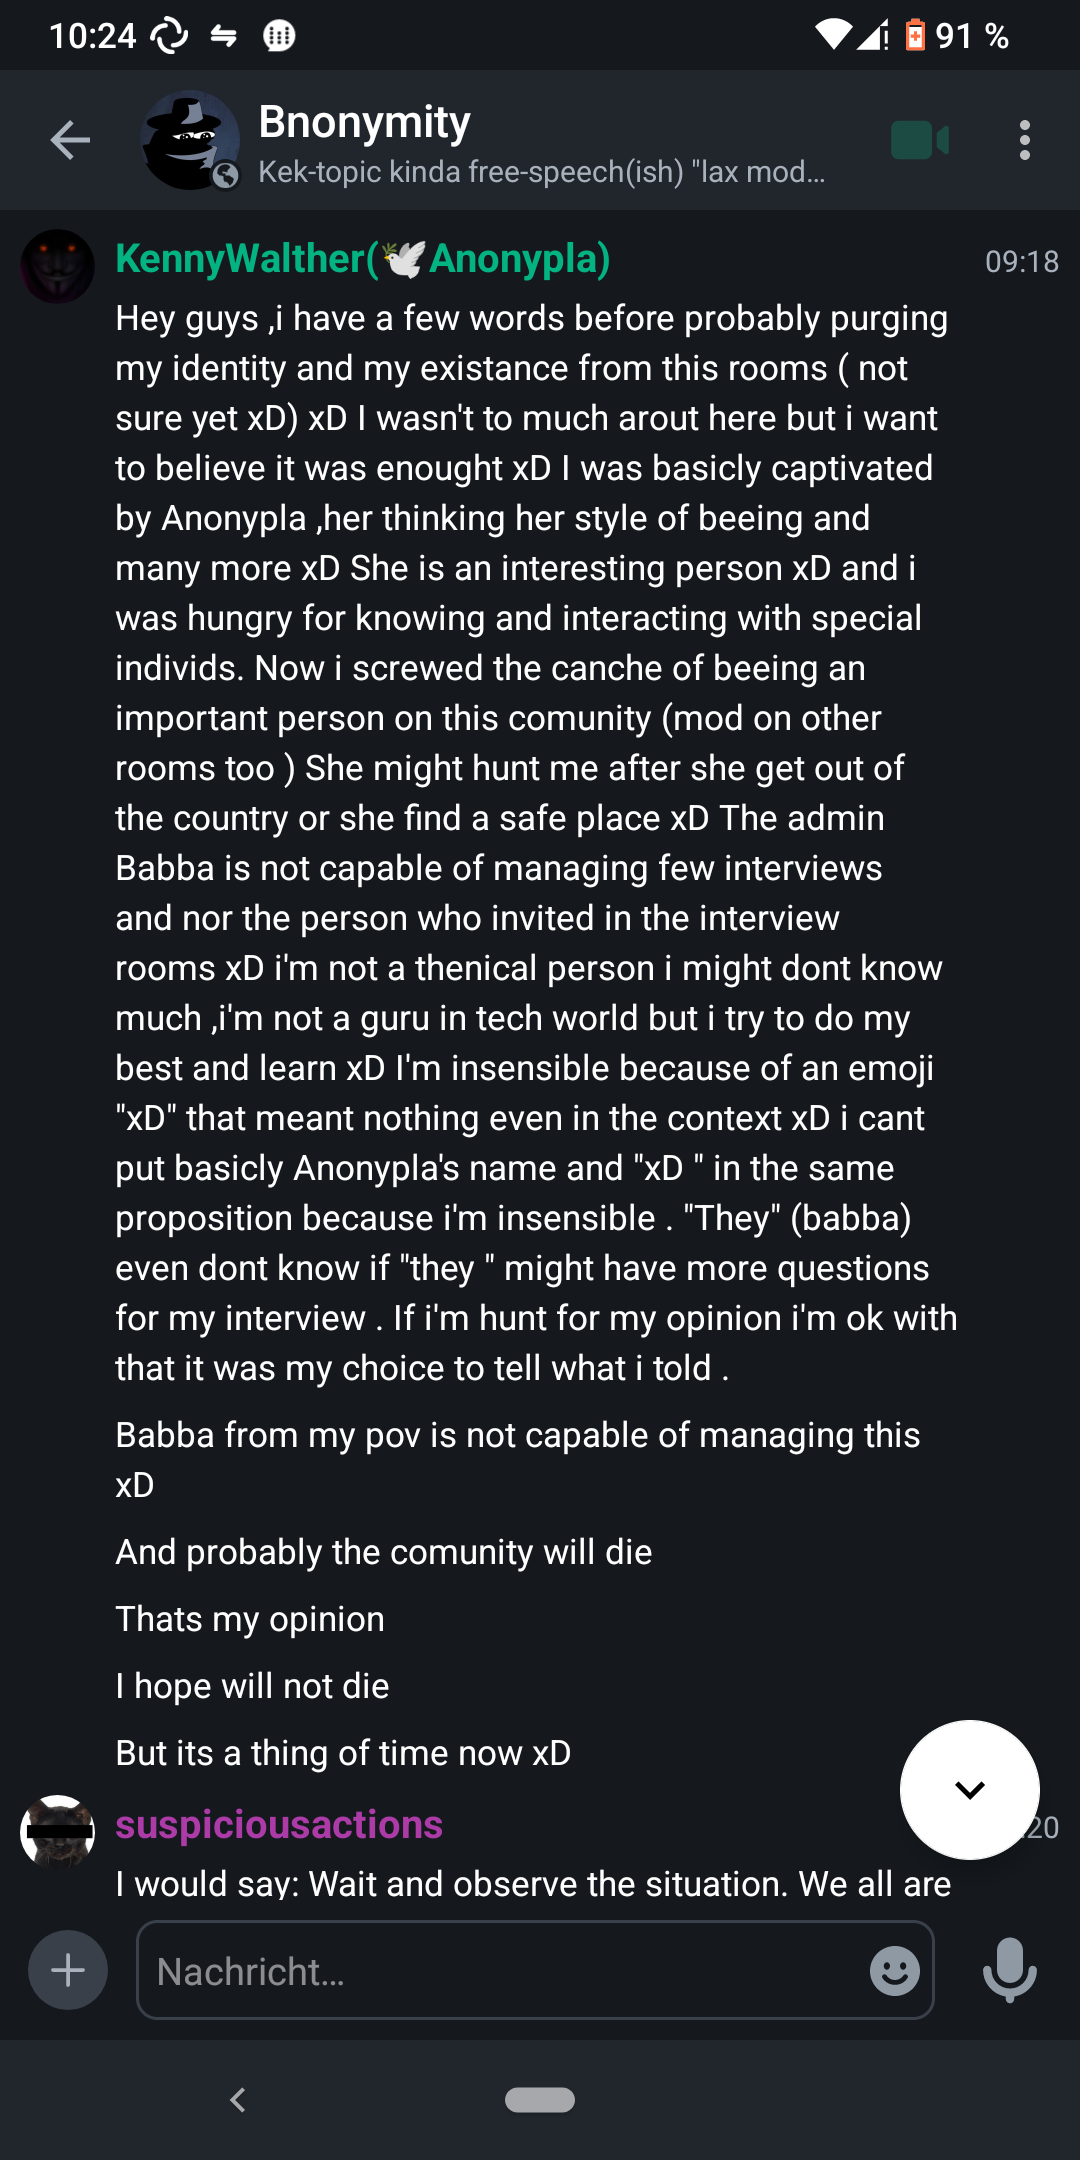 10:24
91 %
Bnonymity
Kek-topic kinda free-speech(ish) "lax mod...
KennyWalther(🕊Anonypla)
09:18
Hey guys ,i have a few words before probably purging
my identity and my existance from this rooms ( not
sure yet xD) xD I wasn't to much arout here but i want
to believe it was enought xD I was basicly captivated
by Anonypla ,her thinking her style of beeing and
many more xD She is an interesting person xD and i
was hungry for knowing and interacting with special
individs. Now i screwed the canche of beeing an
important person on this comunity (mod on other
rooms too ) She might hunt me after she get out of
the country or she find a safe place xD The admin
Babba is not capable of managing few interviews
and nor the person who invited in the interview
rooms xD i'm not a thenical person i might dont know
much ,i'm not a guru in tech world but i try to do my
best and learn xD I'm insensible because of an emoji
"xD" that meant nothing even in the context xD i cant
put basicly Anonypla's name and "xD " in the same
proposition because i'm insensible . "They" (babba)
even dont know if "they " might have more questions
for my interview . If i'm hunt for my opinion i'm ok with
that it was my choice to tell what i told .
Babba from my pov is not capable of managing this
xD
And probably the comunity will die
Thats my opinion
I hope will not die
But its a thing of time now xD
suspiciousactions
20
I would say: Wait and observe the situation. We all are
Nachricht...